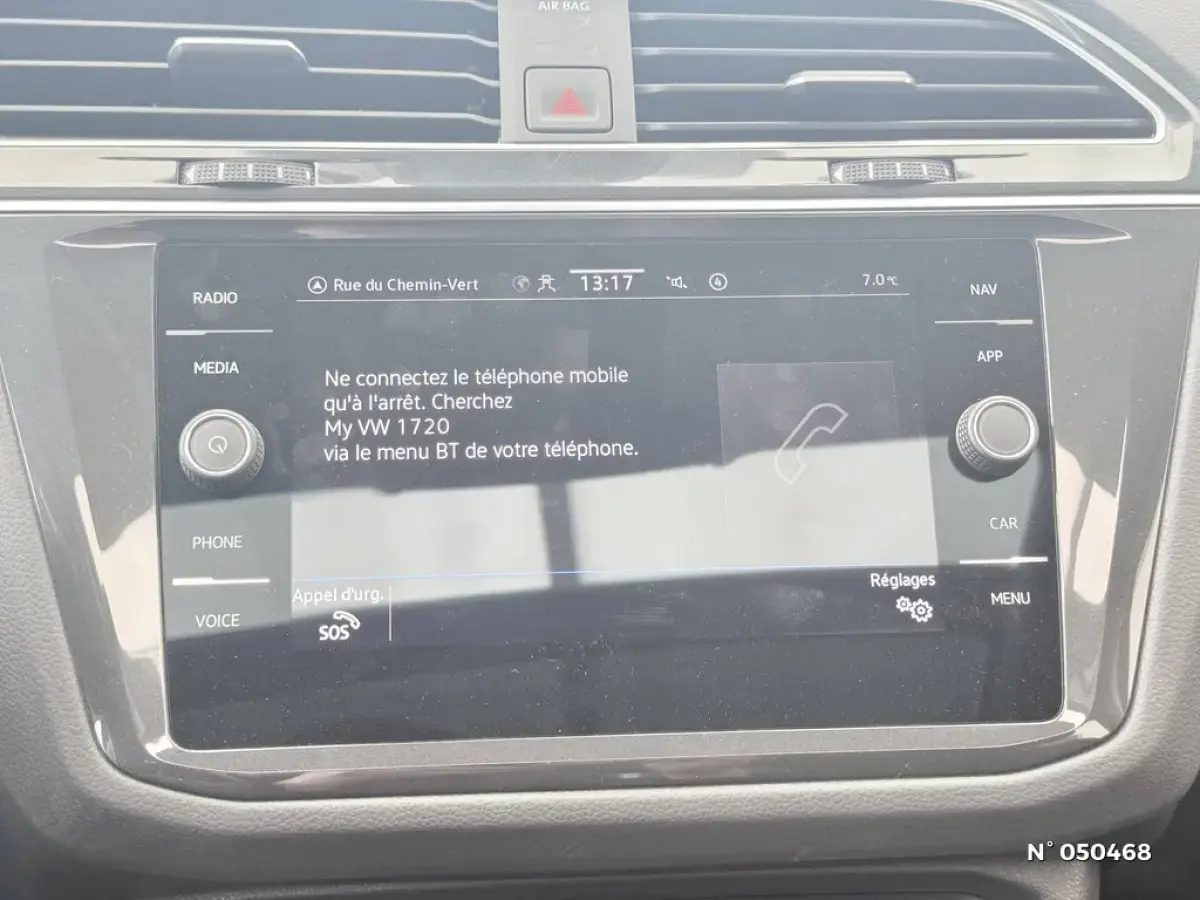 AIR BAG
RADIO
MEDIA
PHONE
VOICE
Rue du Chemin-Vert
13:17
4
7.0°C
Ne connectez le téléphone mobile
qu'à l'arrêt. Cherchez
My VW 1720
via le menu BT de votre téléphone.
Appel d'urg.
SOS
Réglages
NAV
APP
CAR
MENU
N° 050468